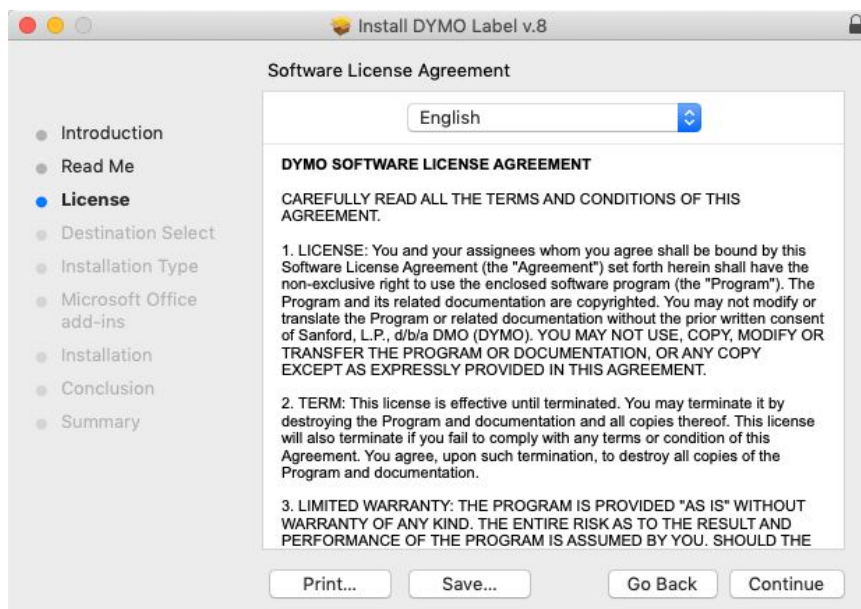 Install DYMO Label v.8
Software License Agreement
Introduction
Read Me
License
Destination Select
Installation Type
Microsoft Office
add-ins
Installation
Conclusion
Summary
English
DYMO SOFTWARE LICENSE AGREEMENT
CAREFULLY READ ALL THE TERMS AND CONDITIONS OF THIS
AGREEMENT.
1. LICENSE: You and your assignees whom you agree shall be bound by this
Software License Agreement (the "Agreement") set forth herein shall have the
non-exclusive right to use the enclosed software program (the "Program"). The
Program and its related documentation are copyrighted. You may not modify or
translate the Program or related documentation without the prior written consent
of Sanford, L.P., d/b/a DMO (DYMO). YOU MAY NOT USE, COPY, MODIFY OR
TRANSFER THE PROGRAM OR DOCUMENTATION, OR ANY COPY
EXCEPT AS EXPRESSLY PROVIDED IN THIS AGREEMENT.
2. TERM: This license is effective until terminated. You may terminate it by
destroying the Program and documentation and all copies thereof. This license
will also terminate if you fail to comply with any terms or condition of this
Agreement. You agree, upon such termination, to destroy all copies of the
Program and documentation.
3. LIMITED WARRANTY: THE PROGRAM IS PROVIDED "AS IS" WITHOUT
WARRANTY OF ANY KIND. THE ENTIRE RISK AS TO THE RESULT AND
PERFORMANCE OF THE PROGRAM IS ASSUMED BY YOU. SHOULD THE
Print...
Save...
Go Back
Continue